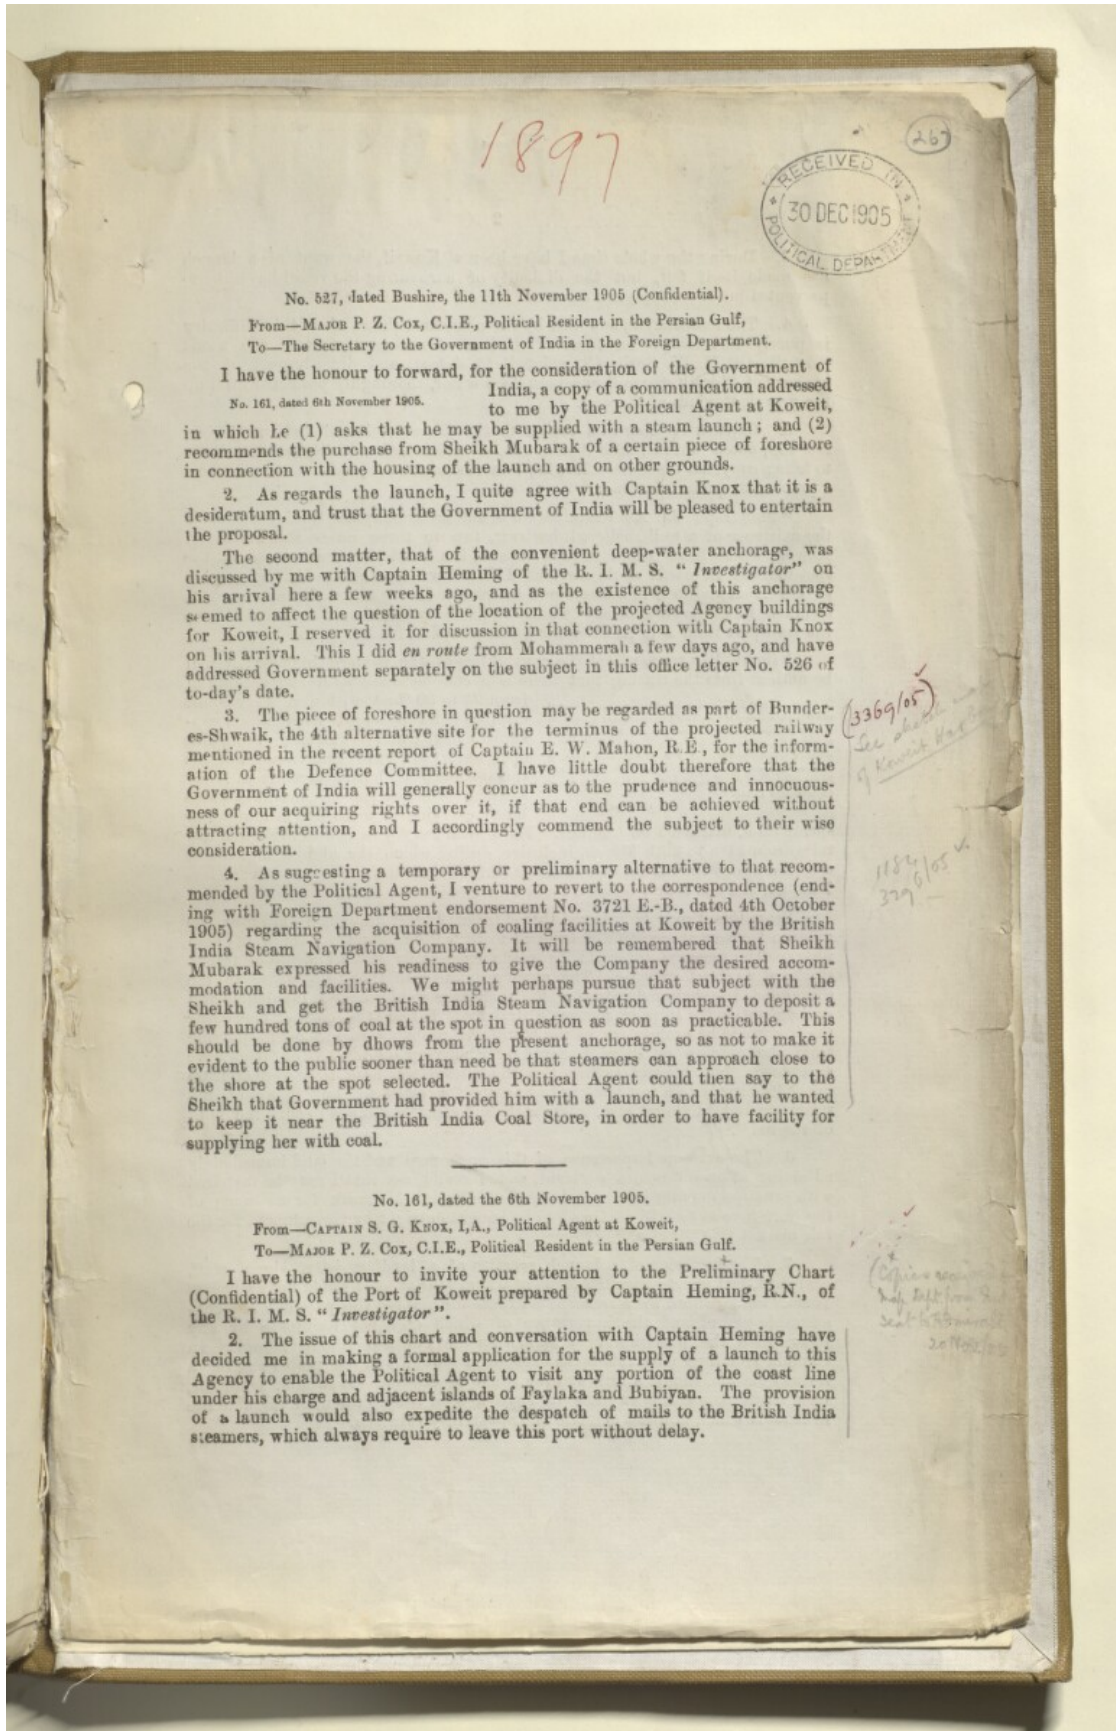 1897
267
RECEIVED IN
30 DEC 1905
POLITICAL DEPARTMENT
No. 527, dated Bushire, the 11th November 1905 (Confidential).
From—MAJOR P. Z. COX, C.I.E., Political Resident in the Persian Gulf,
To—The Secretary to the Government of India in the Foreign Department.
I have the honour to forward, for the consideration of the Government of
India, a copy of a communication addressed
No. 161, dated 6th November 1905.
to me by the Political Agent at Koweit,
in which he (1) asks that he may be supplied with a steam launch; and (2)
recommends the purchase from Sheikh Mubarak of a certain piece of foreshore
in connection with the housing of the launch and on other grounds.
2. As regards the launch, I quite agree with Captain Knox that it is a
desideratum, and trust that the Government of India will be pleased to entertain
the proposal.
The second matter, that of the convenient deep-water anchorage, was
discussed by me with Captain Heming of the R. I. M. S. "Investigator" on
his arrival here a few weeks ago, and as the existence of this anchorage
seemed to affect the question of the location of the projected Agency buildings
for Koweit, I reserved it for discussion in that connection with Captain Knox
on his arrival. This I did en route from Mohammerah a few days ago, and have
addressed Government separately on the subject in this office letter No. 526 of
to-day's date.
3. The piece of foreshore in question may be regarded as part of Bunder-
es-Shwaik, the 4th alternative site for the terminus of the projected railway
mentioned in the recent report of Captain E. W. Mahon, R.E., for the inform-
ation of the Defence Committee. I have little doubt therefore that the
Government of India will generally concur as to the prudence and innocuous-
ness of our acquiring rights over it, if that end can be achieved without
attracting attention, and I accordingly commend the subject to their wise
consideration.
(3369/05)
See sketch
of Koweit Har
4. As suggesting a temporary or preliminary alternative to that recom-
mended by the Political Agent, I venture to revert to the correspondence (end-
ing with Foreign Department endorsement No. 3721 E.-B., dated 4th October
1905) regarding the acquisition of coaling facilities at Koweit by the British
India Steam Navigation Company. It will be remembered that Sheikh
Mubarak expressed his readiness to give the Company the desired accom-
modation and facilities. We might perhaps pursue that subject with the
Sheikh and get the British India Steam Navigation Company to deposit a
few hundred tons of coal at the spot in question as soon as practicable. This
should be done by dhows from the present anchorage, so as not to make it
evident to the public sooner than need be that steamers can approach close to
the shore at the spot selected. The Political Agent could then say to the
Sheikh that Government had provided him with a launch, and that he wanted
to keep it near the British India Coal Store, in order to have facility for
supplying her with coal.
No. 161, dated the 6th November 1905.
From—CAPTAIN S. G. KNOX, I,A., Political Agent at Koweit,
To—MAJOR P. Z. COX, C.I.E., Political Resident in the Persian Gulf.
I have the honour to invite your attention to the Preliminary Chart
(Confidential) of the Port of Koweit prepared by Captain Heming, R.N., of
the R. I. M. S. "Investigator".
2. The issue of this chart and conversation with Captain Heming have
decided me in making a formal application for the supply of a launch to this
Agency to enable the Political Agent to visit any portion of the coast line
under his charge and adjacent islands of Faylaka and Bubiyan. The provision
of a launch would also expedite the despatch of mails to the British India
steamers, which always require to leave this port without delay.